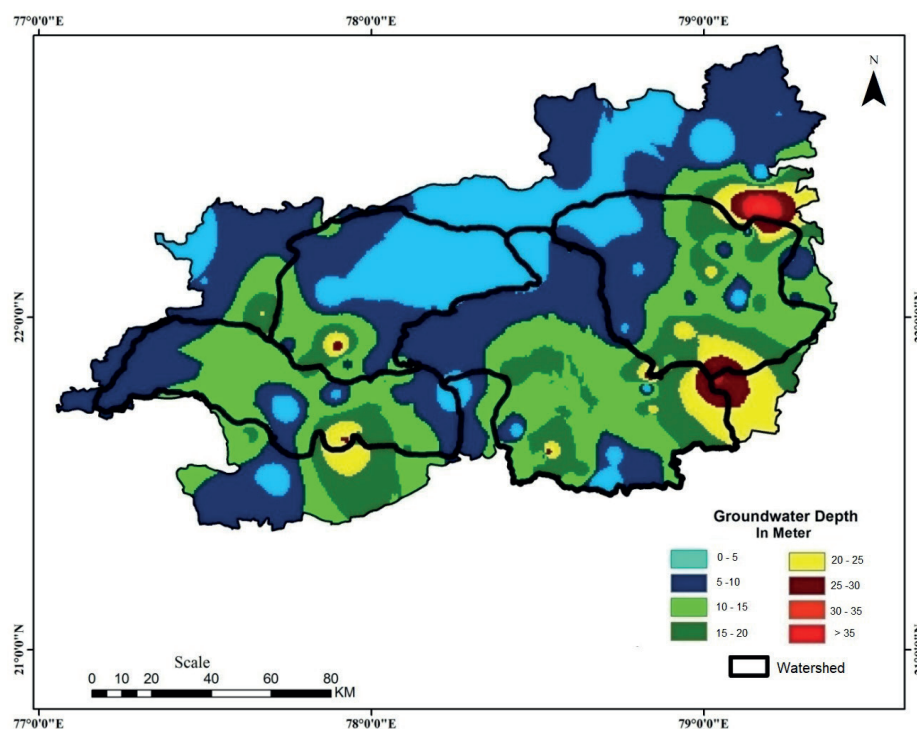 77°0'0"E 78°0'0"E 79°0'0"E
N
22°0'0"N
21°0'0"N
Groundwater Depth
In Meter
0 - 5 20 - 25
5 -10 25 -30
10 - 15 30 - 35
15 - 20 > 35
Watershed
Scale
0 10 20 40 60 80
KM
77°0'0"E 78°0'0"E 79°0'0"E